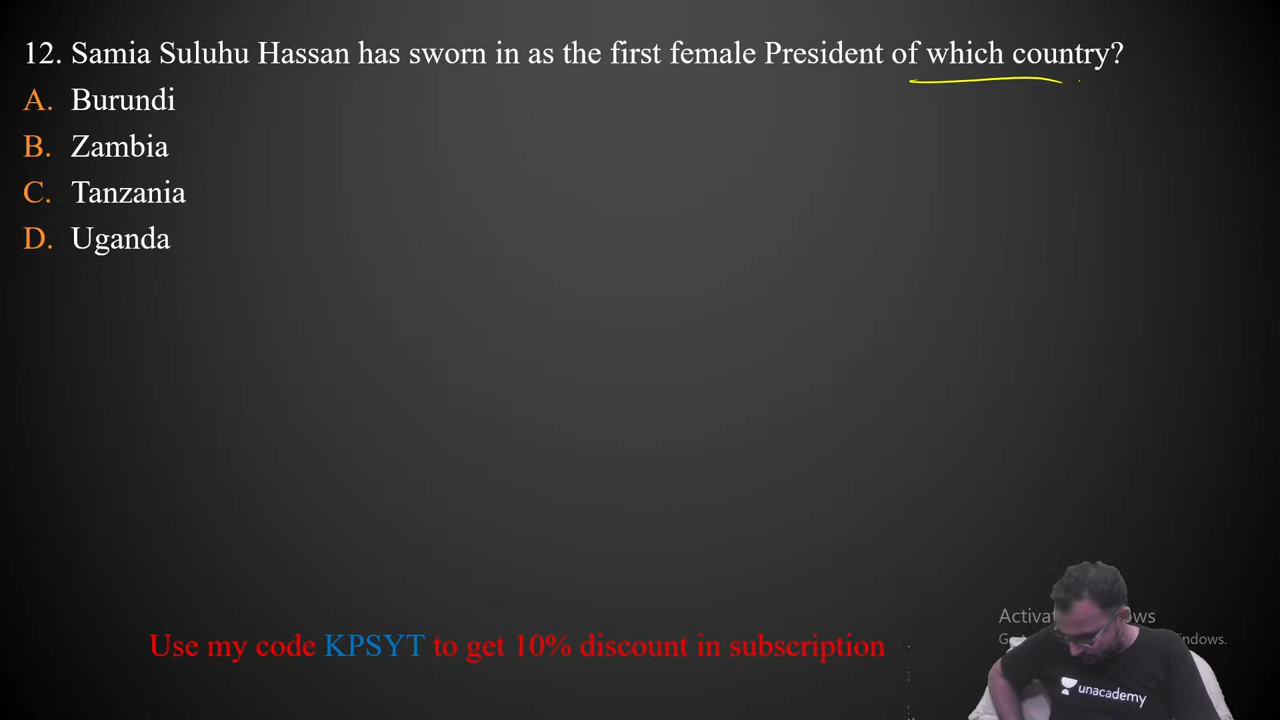 12. Samia Suluhu Hassan has sworn in as the first female President of which country?
A. Burundi
B. Zambia
C. Tanzania
D. Uganda
Use my code KPSYT to get 10% discount in subscription
unacademy